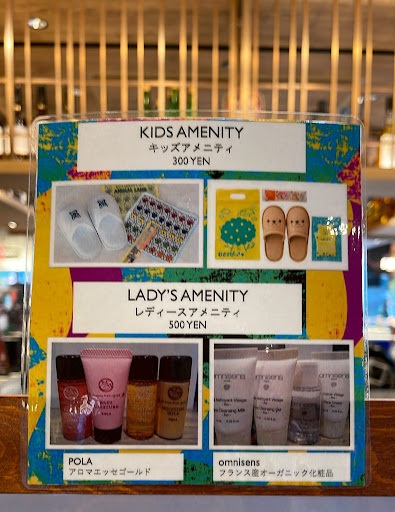 KIDS AMENITY
キッズアメニティ
300 YEN
ANIMAL LAND
LADY'S AMENITY
レディースアメニティ
500 YEN
POLA
アロマエッセゴールド
omnisens
フランス産オーガニック化粧品